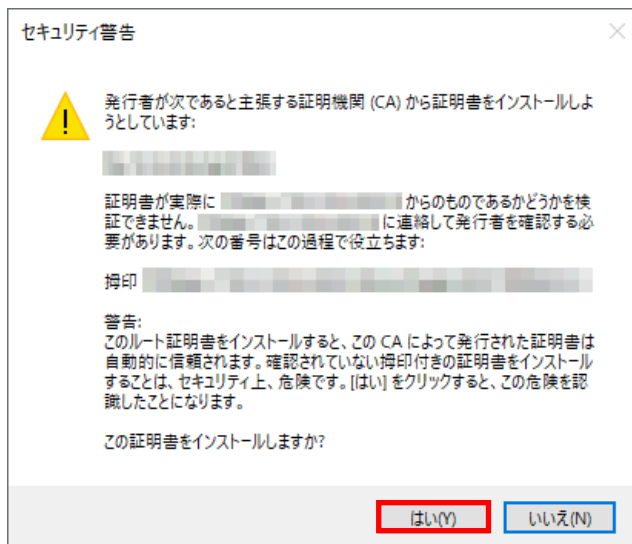 セキュリティ警告
発行者が次であると主張する証明機関 (CA) から証明書をインストールしよ
うとしています:
証明書が実際に からのものであるかどうかを検
証できません。 に連絡して発行者を確認する必
要があります。次の番号はこの過程で役立ちます:
拇印
警告:
このルート証明書をインストールすると、この CA によって発行された証明書は
自動的に信頼されます。確認されていない拇印付きの証明書をインストール
することは、セキュリティ上、危険です。[はい] をクリックすると、この危険を認
識したことになります。
この証明書をインストールしますか?
はい(Y) いいえ(N)